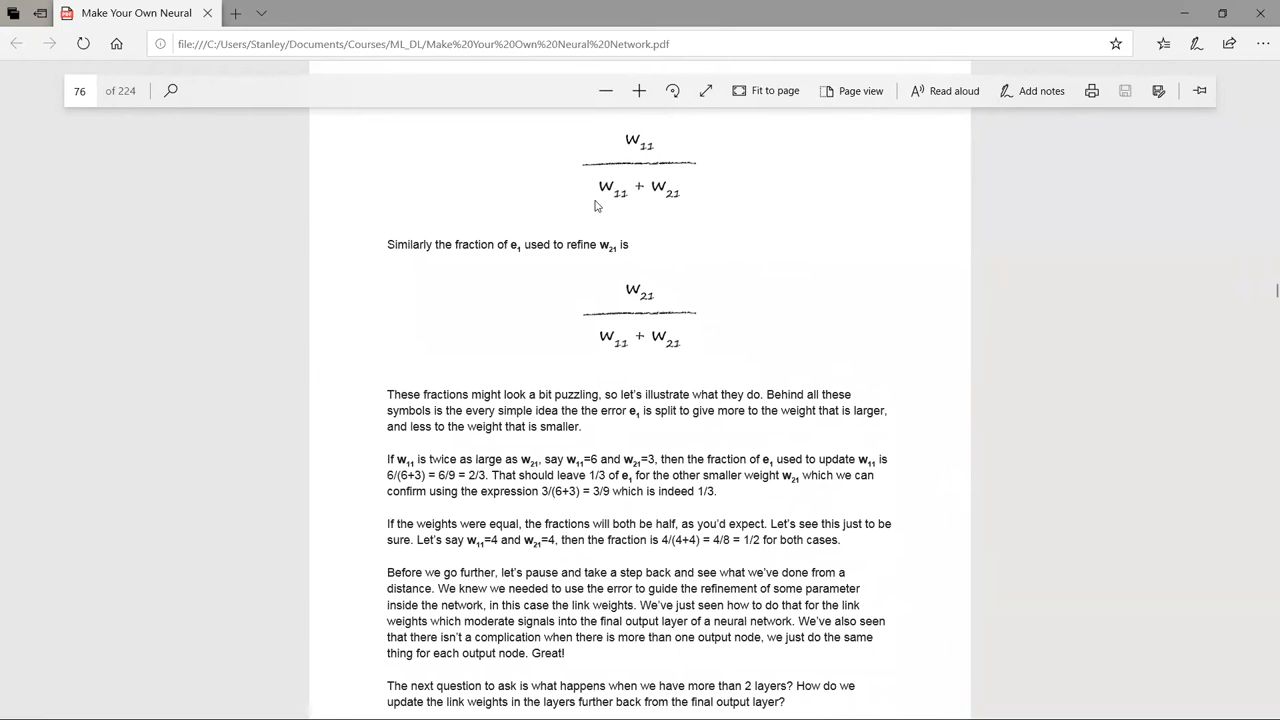 Make Your Own Neural
file:///C:/Users/Stanley/Documents/Courses/ML_DL/Make%20Your%20Own%20Neural%20Network.pdf
76 of 224 Fit to page Page view Read aloud Add notes
w11
w11 + w21
Similarly the fraction of e1 used to refine w21 is
w21
w11 + w21
These fractions might look a bit puzzling, so let's illustrate what they do. Behind all these
symbols is the every simple idea the the error e1 is split to give more to the weight that is larger,
and less to the weight that is smaller.
If w11 is twice as large as w21, say w11=6 and w21=3, then the fraction of e1 used to update w11 is
6/(6+3) = 6/9 = 2/3. That should leave 1/3 of e1 for the other smaller weight w21 which we can
confirm using the expression 3/(6+3) = 3/9 which is indeed 1/3.
If the weights were equal, the fractions will both be half, as you'd expect. Let's see this just to be
sure. Let's say w11=4 and w21=4, then the fraction is 4/(4+4) = 4/8 = 1/2 for both cases.
Before we go further, let's pause and take a step back and see what we've done from a
distance. We knew we needed to use the error to guide the refinement of some parameter
inside the network, in this case the link weights. We've just seen how to do that for the link
weights which moderate signals into the final output layer of a neural network. We've also seen
that there isn't a complication when there is more than one output node, we just do the same
thing for each output node. Great!
The next question to ask is what happens when we have more than 2 layers? How do we
update the link weights in the layers further back from the final output layer?